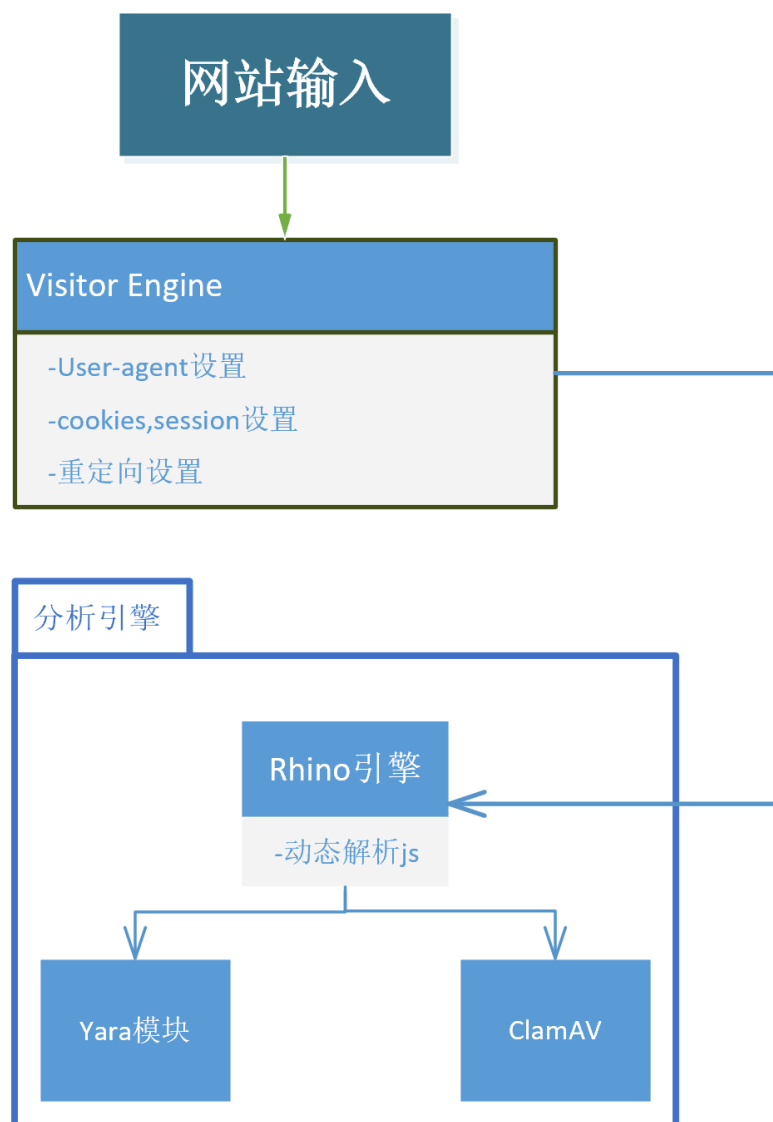 网站输入
Visitor Engine
-User-agent设置
-cookies,session设置
-重定向设置
分析引擎
Rhino引擎
-动态解析js
Yara模块
ClamAV